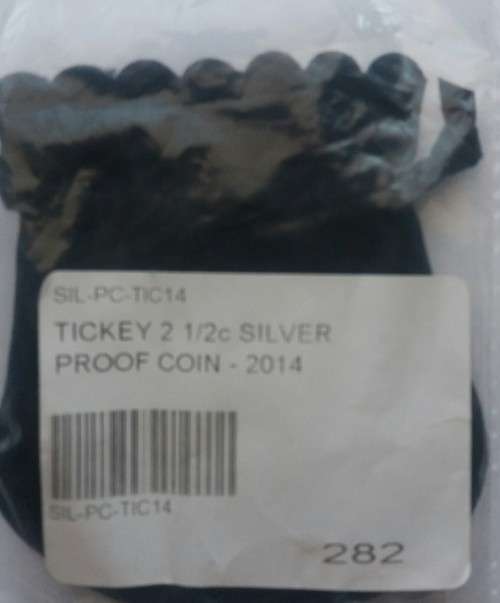 SIL-PC-TIC14
TICKEY 2 1/2c SILVER
PROOF COIN - 2014
SIL-PC-TIC14
282